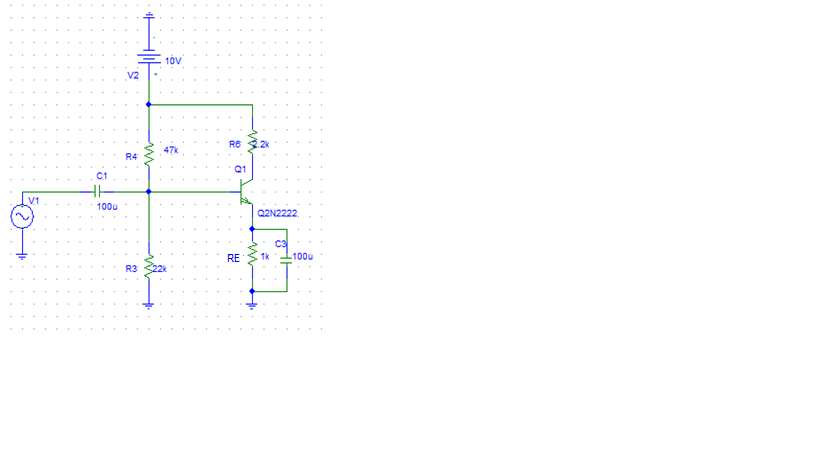 10V
V2
R4
47k
R6
2.2k
Q1
C1
V1
100u
Q2N2222
C3
RE
1k
100u
R3
22k